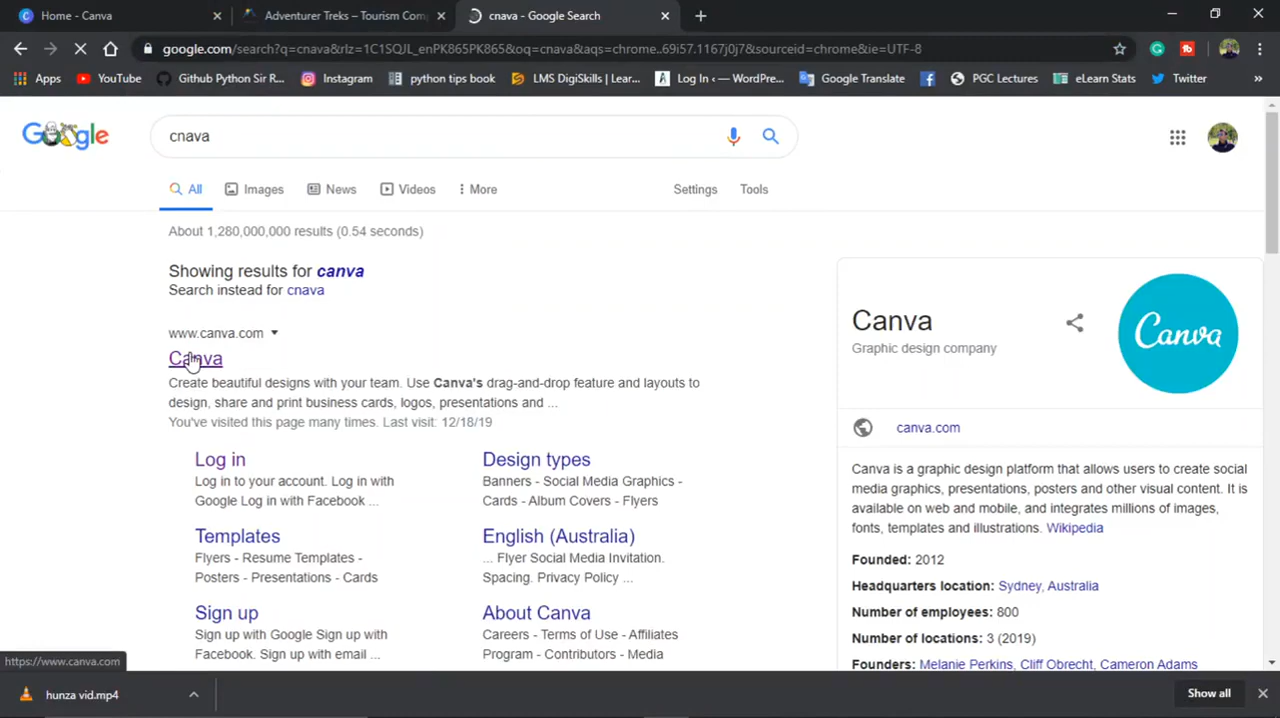 Home - Canva
Adventurer Treks – Tourism Com
cnava - Google Search
google.com/search?q=cnava&rlz=1C1SQJL_enPK865PK865&oq=cnava&aqs=chrome..69i57.1167j0j7&sourceid=chrome&ie=UTF-8
Apps
YouTube
Github Python Sir R...
Instagram
python tips book
LMS DigiSkills | Lear...
Log In ‹ — WordPre...
Google Translate
PGC Lectures
eLearn Stats
Twitter
»
Google
cnava
All
Images
News
Videos
More
Settings
Tools
About 1,280,000,000 results (0.54 seconds)
Showing results for canva
Search instead for cnava
www.canva.com
Canva
Create beautiful designs with your team. Use Canva's drag-and-drop feature and layouts to
design, share and print business cards, logos, presentations and ...
You've visited this page many times. Last visit: 12/18/19
Log in
Log in to your account. Log in with
Google Log in with Facebook ...
Design types
Banners - Social Media Graphics -
Cards - Album Covers - Flyers
Templates
Flyers - Resume Templates -
Posters - Presentations - Cards
English (Australia)
... Flyer Social Media Invitation.
Spacing. Privacy Policy ...
Sign up
Sign up with Google Sign up with
Facebook. Sign up with email ...
About Canva
Careers - Terms of Use - Affiliates
Program - Contributors - Media
Canva
Graphic design company
Canva
canva.com
Canva is a graphic design platform that allows users to create social
media graphics, presentations, posters and other visual content. It is
available on web and mobile, and integrates millions of images,
fonts, templates and illustrations. Wikipedia
Founded: 2012
Headquarters location: Sydney, Australia
Number of employees: 800
Number of locations: 3 (2019)
Founders: Melanie Perkins, Cliff Obrecht, Cameron Adams
https://www.canva.com
hunza vid.mp4
Show all